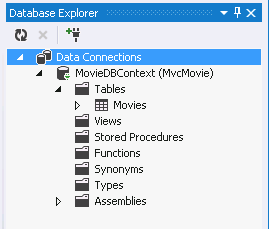 Database Explorer
Data Connections
MovieDBContext (MvcMovie)
Tables
Movies
Views
Stored Procedures
Functions
Synonyms
Types
Assemblies